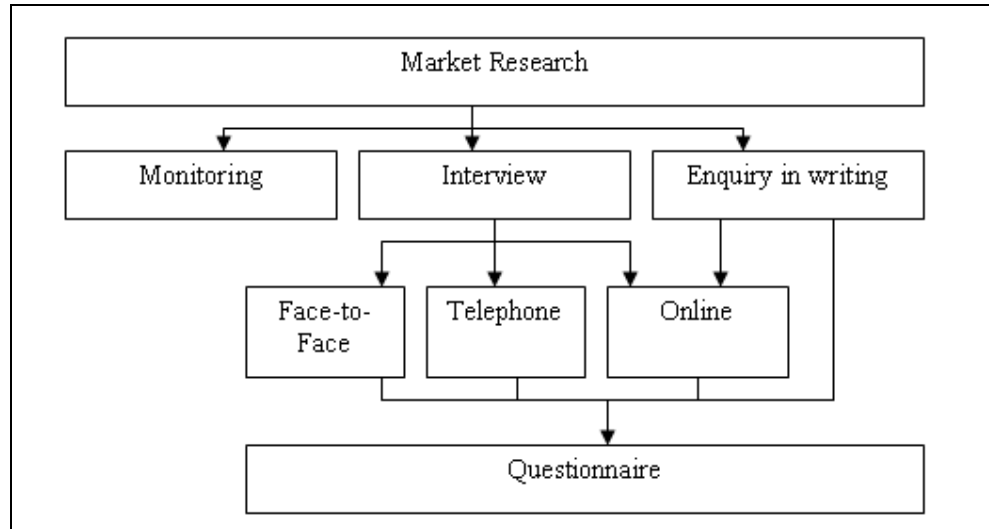 Market Research
Monitoring
Interview
Enquiry in writing
Face-to-
Face
Telephone
Online
Questionnaire